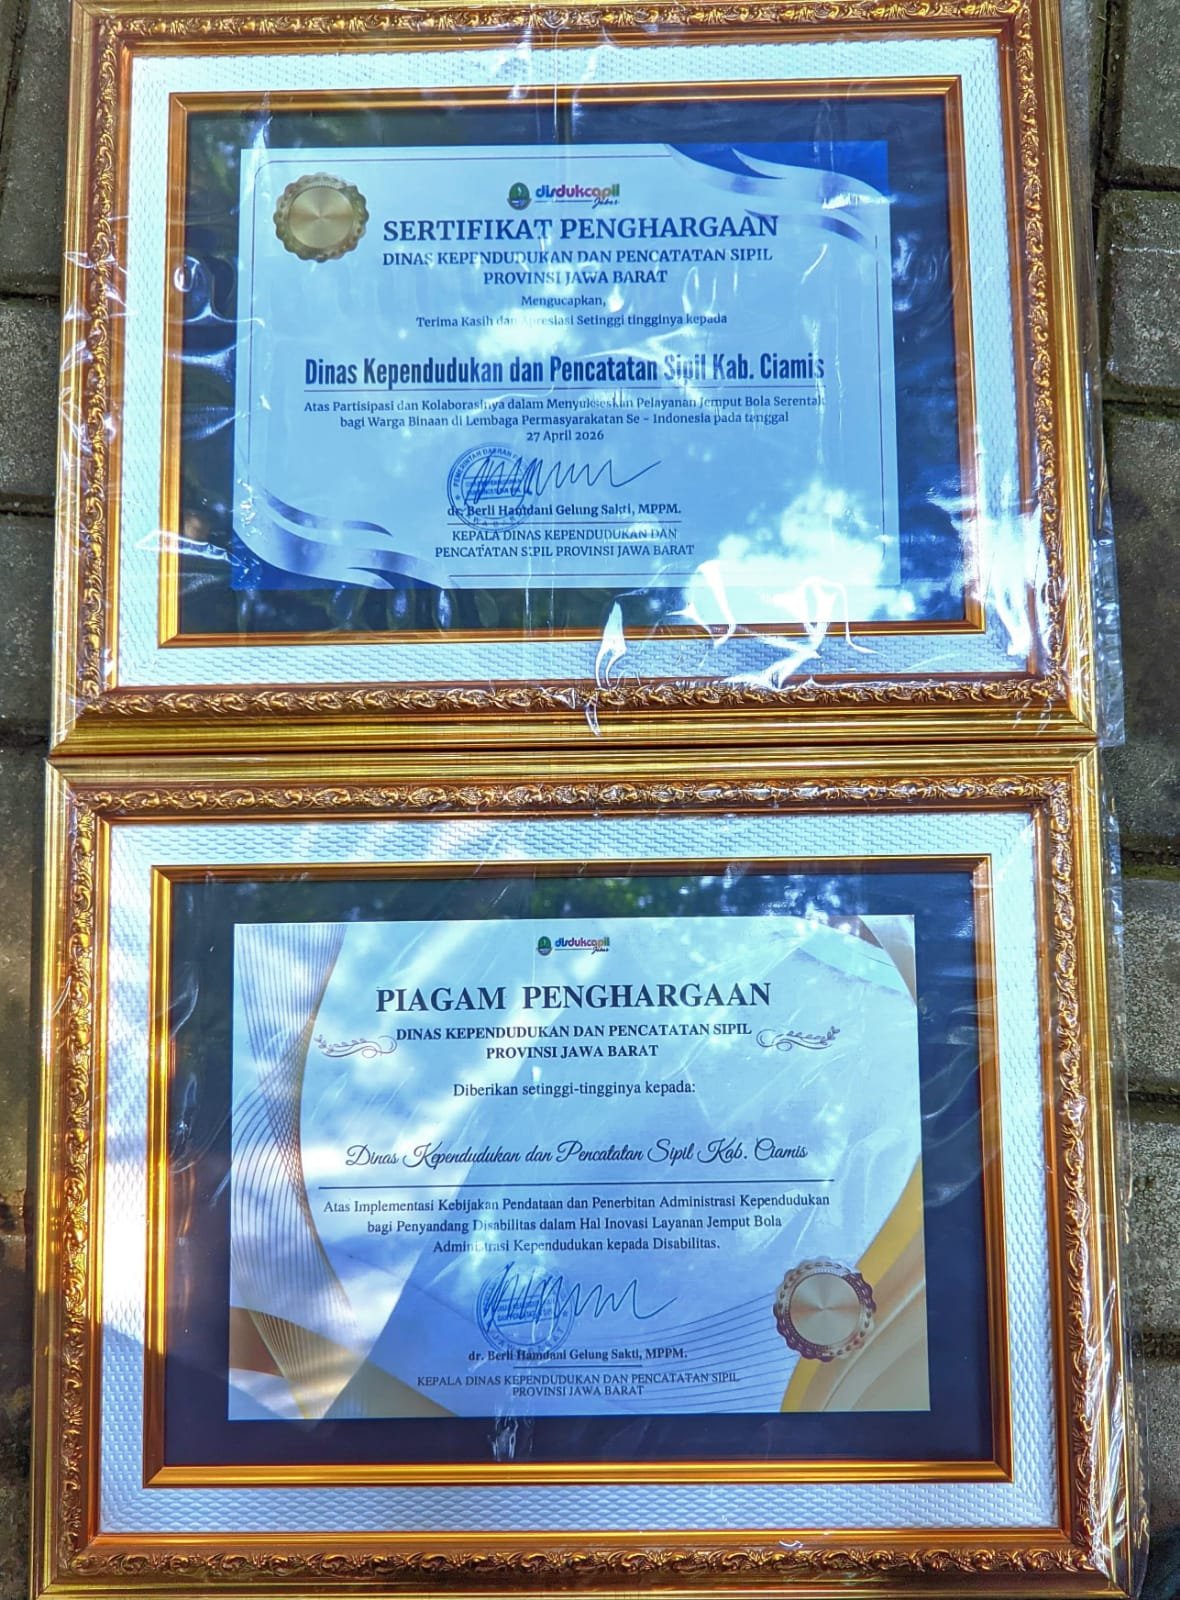 disdukcapil
Jabar
SERTIFIKAT PENGHARGAAN
DINAS KEPENDUDUKAN DAN PENCATATAN SIPIL
PROVINSI JAWA BARAT
Mengucapkan,
Terima Kasih dan Apresiasi Setinggi tingginya kepada
Dinas Kependudukan dan Pencatatan Sipil Kab. Ciamis
Atas Partisipasi dan Kolaborasinya dalam Menyukseskan Pelayanan Jemput Bola Serentak
bagi Warga Binaan di Lembaga Permasyarakatan Se - Indonesia pada tanggal
27 April 2026
PEMERINTAH DAERAH
dr. Berli Hamdani Gelung Sakti, MPPM.
KEPALA DINAS KEPENDUDUKAN DAN
PENCATATAN SIPIL PROVINSI JAWA BARAT
disdukcapil
Jabar
PIAGAM PENGHARGAAN
DINAS KEPENDUDUKAN DAN PENCATATAN SIPIL
PROVINSI JAWA BARAT
Diberikan setinggi-tingginya kepada:
Dinas Kependudukan dan Pencatatan Sipil Kab. Ciamis
Atas Implementasi Kebijakan Pendataan dan Penerbitan Administrasi Kependudukan
bagi Penyandang Disabilitas dalam Hal Inovasi Layanan Jemput Bola
Administrasi Kependudukan kepada Disabilitas.
dr. Berli Hamdani Gelung Sakti, MPPM.
KEPALA DINAS KEPENDUDUKAN DAN PENCATATAN SIPIL
PROVINSI JAWA BARAT